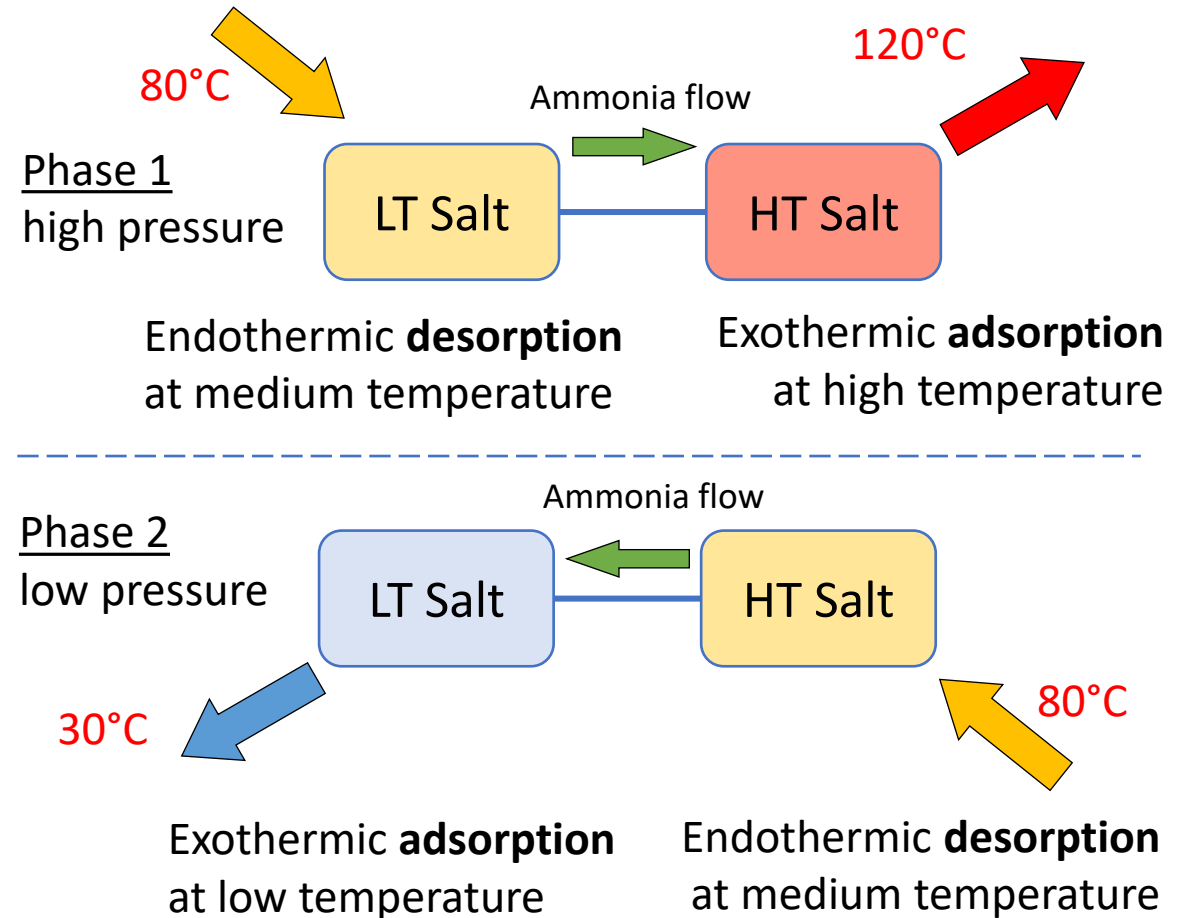 80°C
120°C
Ammonia flow
Phase 1
high pressure
LT Salt
HT Salt
Endothermic desorption
at medium temperature
Exothermic adsorption
at high temperature
Ammonia flow
Phase 2
low pressure
LT Salt
HT Salt
30°C
80°C
Exothermic adsorption
at low temperature
Endothermic desorption
at medium temperature